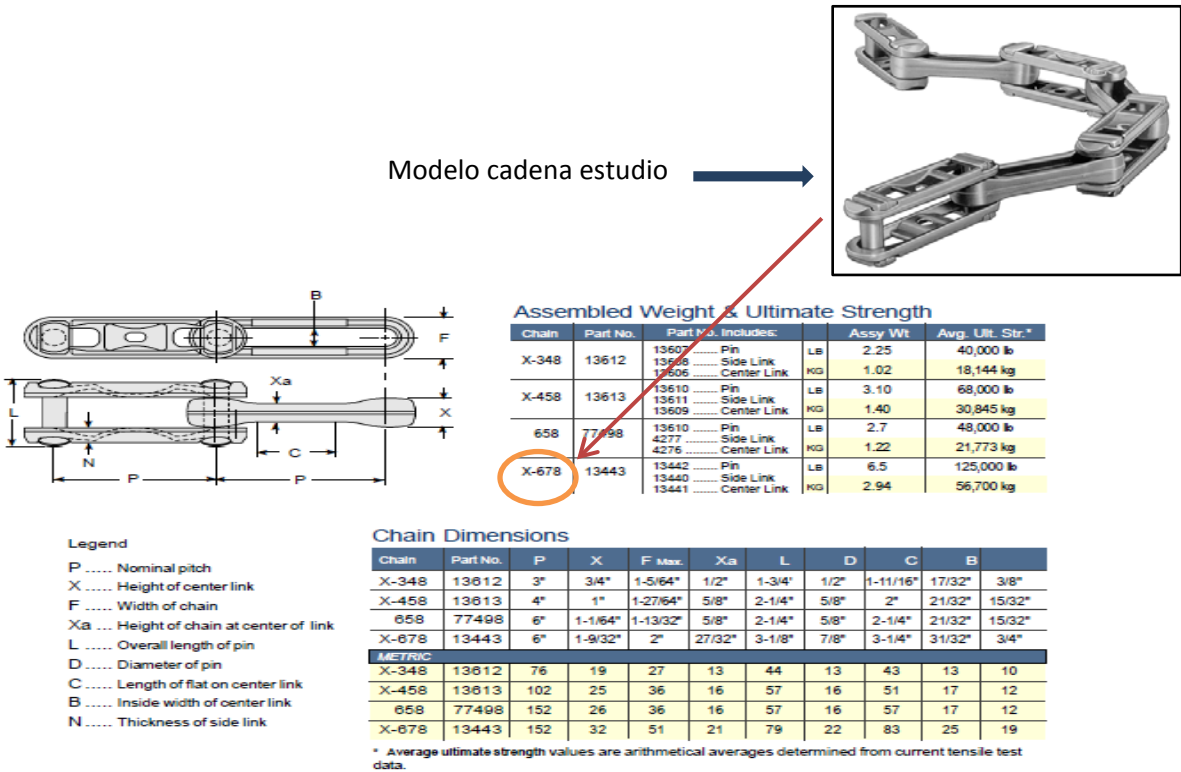 Modelo cadena estudio
B
F
Xa
L
X
N
C
P
P
Assembled Weight & Ultimate Strength
Chain Part No. Part No. Includes: Assy Wt Avg. Ult. Str.*
X-348 13612 13607 ....... Pin LB 2.25 40,000 lb
13608 ....... Side Link
13606 ....... Center Link KG 1.02 18,144 kg
X-458 13613 13610 ....... Pin LB 3.10 68,000 lb
13611 ....... Side Link
13609 ....... Center Link KG 1.40 30,845 kg
658 77498 13610 ....... Pin LB 2.7 48,000 lb
4277 ......... Side Link
4276 ......... Center Link KG 1.22 21,773 kg
X-678 13443 13442 ....... Pin LB 6.5 125,000 lb
13440 ....... Side Link
13441 ....... Center Link KG 2.94 56,700 kg
Legend
P ..... Nominal pitch
X ..... Height of center link
F ..... Width of chain
Xa ... Height of chain at center of link
L ..... Overall length of pin
D ..... Diameter of pin
C ..... Length of flat on center link
B ..... Inside width of center link
N ..... Thickness of side link
Chain Dimensions
Chain Part No. P X F Max. Xa L D C B
X-348 13612 3" 3/4" 1-5/64" 1/2" 1-3/4' 1/2" 1-11/16" 17/32" 3/8"
X-458 13613 4" 1" 1-27/64" 5/8" 2-1/4" 5/8" 2" 21/32" 15/32"
658 77498 6" 1-1/64" 1-13/32" 5/8" 2-1/4" 5/8" 2-1/4" 21/32" 15/32"
X-678 13443 6" 1-9/32" 2" 27/32" 3-1/8" 7/8" 3-1/4" 31/32" 3/4"
METRIC
X-348 13612 76 19 27 13 44 13 43 13 10
X-458 13613 102 25 36 16 57 16 51 17 12
658 77498 152 26 36 16 57 16 57 17 12
X-678 13443 152 32 51 21 79 22 83 25 19
* Average ultimate strength values are arithmetical averages determined from current tensile test
data.